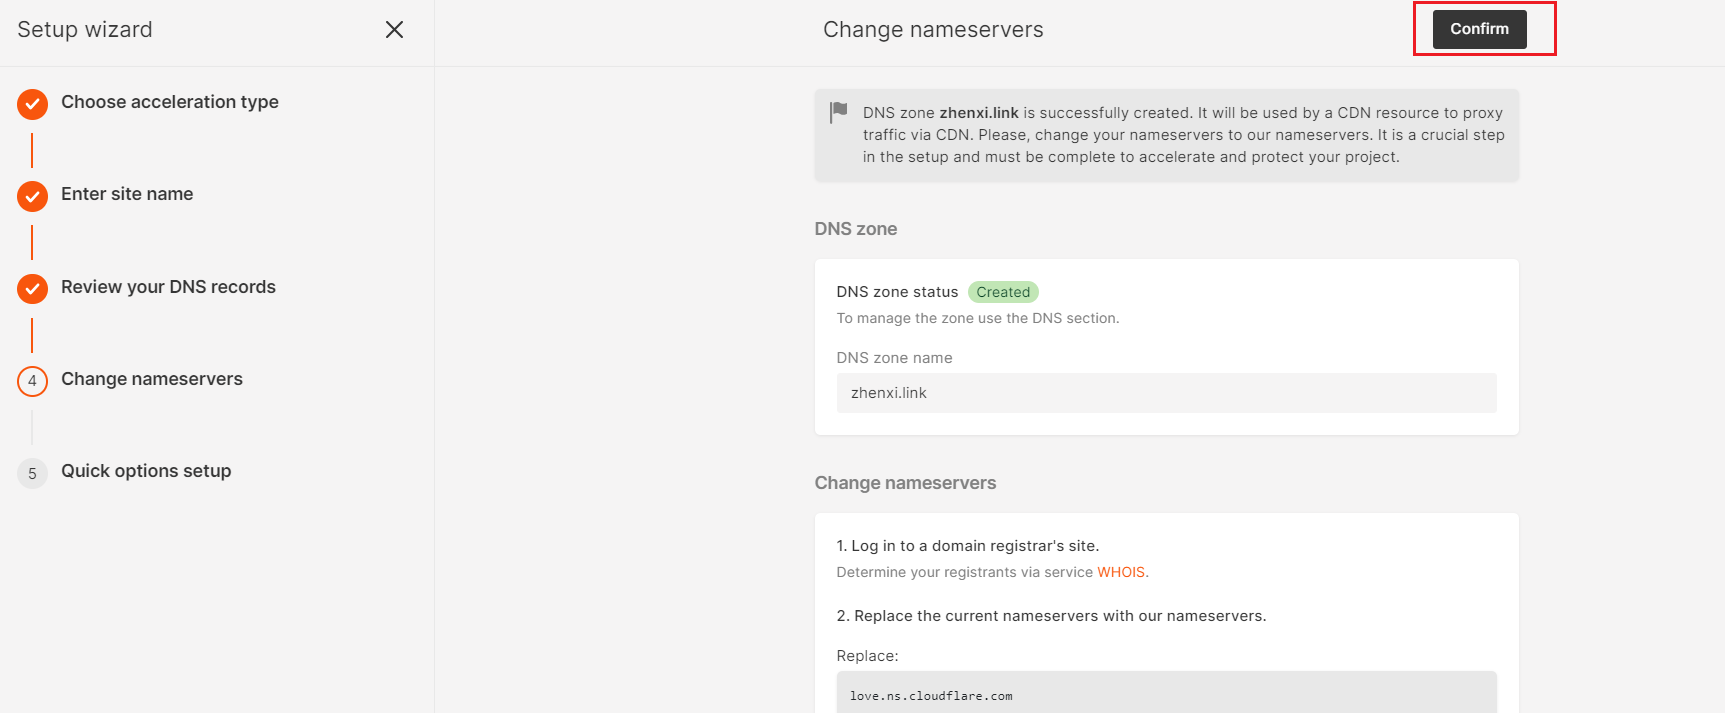 Setup wizard
Choose acceleration type
Enter site name
Review your DNS records
4
Change nameservers
5
Quick options setup
Change nameservers
Confirm
DNS zone zhenxi.link is successfully created. It will be used by a CDN resource to proxy
traffic via CDN. Please, change your nameservers to our nameservers. It is a crucial step
in the setup and must be complete to accelerate and protect your project.
DNS zone
DNS zone status Created
To manage the zone use the DNS section.
DNS zone name
zhenxi.link
Change nameservers
1. Log in to a domain registrar's site.
Determine your registrants via service WHOIS.
2. Replace the current nameservers with our nameservers.
Replace:
love.ns.cloudflare.com